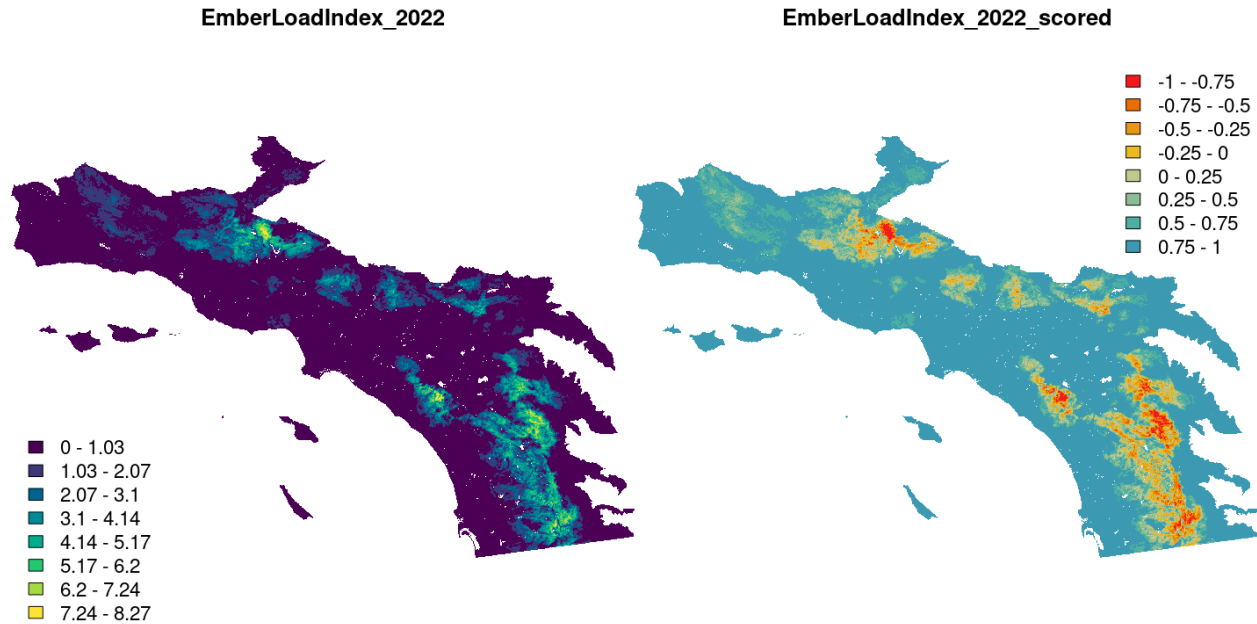 EmberLoadIndex_2022
0 - 1.03
1.03 - 2.07
2.07 - 3.1
3.1 - 4.14
4.14 - 5.17
5.17 - 6.2
6.2 - 7.24
7.24 - 8.27
EmberLoadIndex_2022_scored
-1 - -0.75
-0.75 - -0.5
-0.5 - -0.25
-0.25 - 0
0 - 0.25
0.25 - 0.5
0.5 - 0.75
0.75 - 1